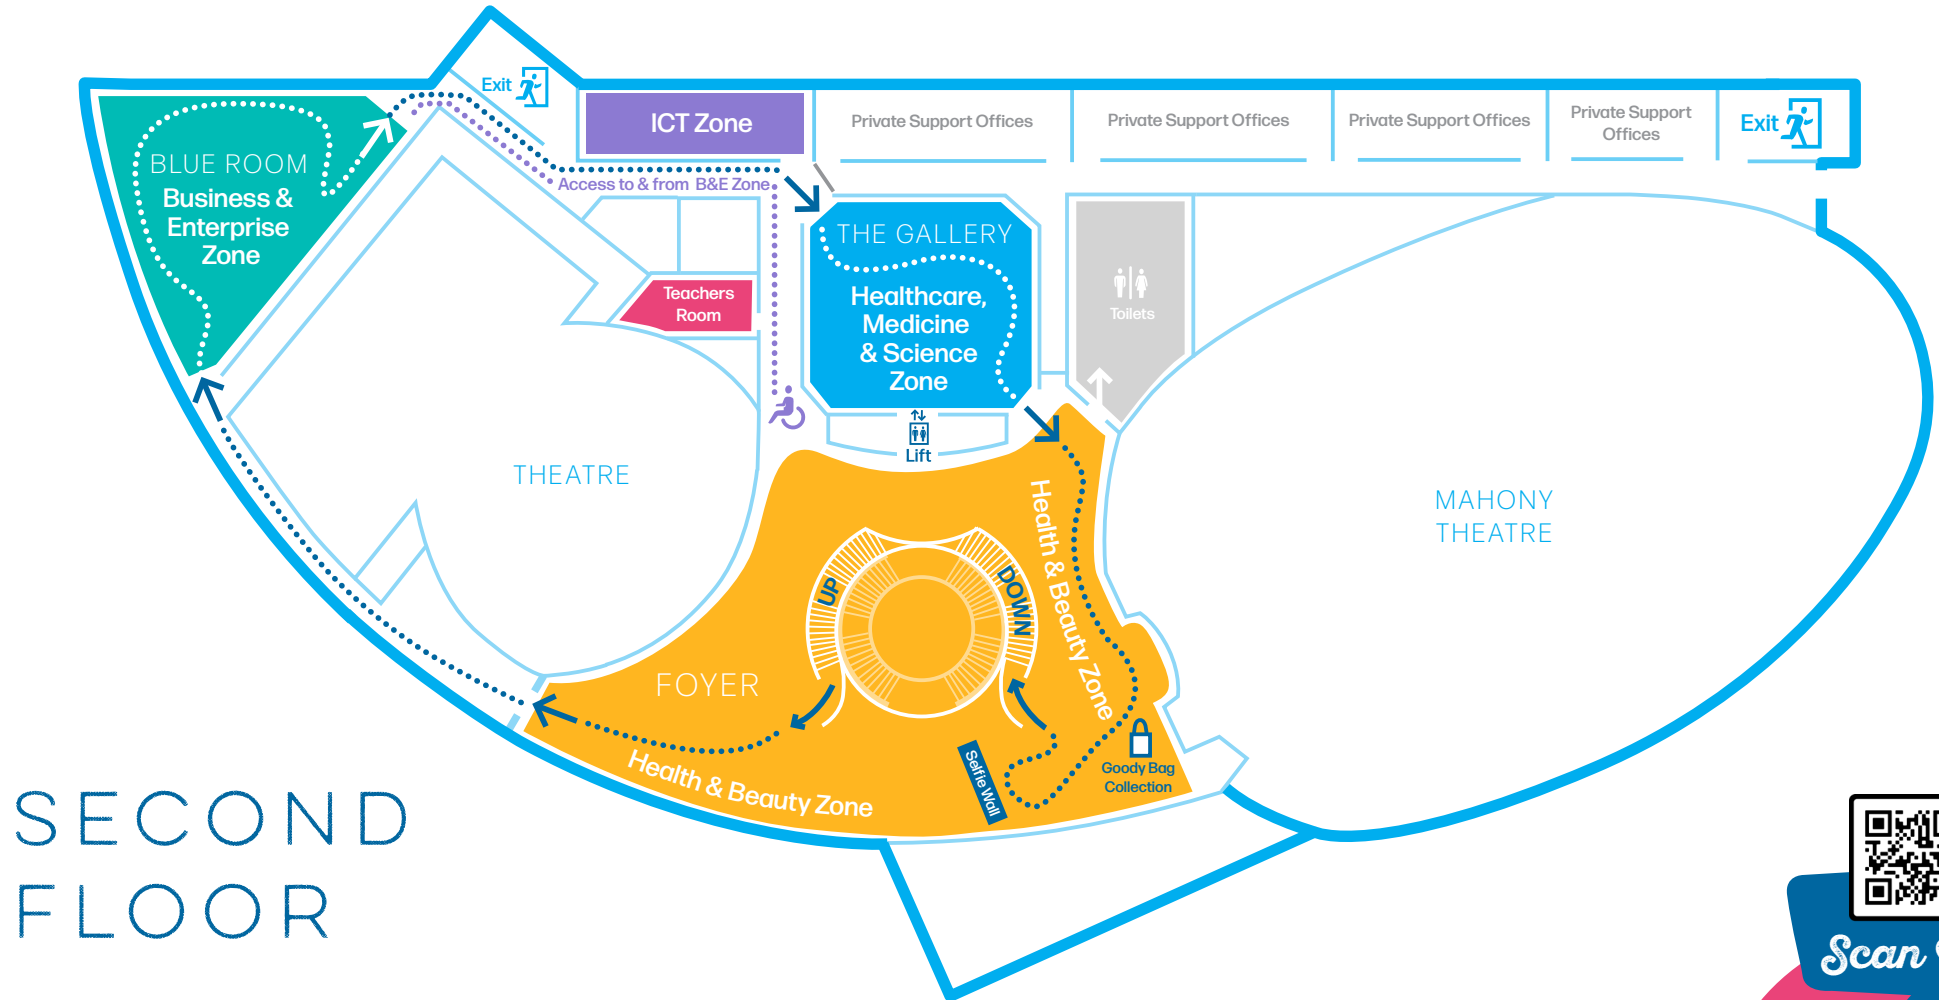 Exit
ICT Zone
Private Support Offices
Private Support Offices
Private Support Offices
Private Support
Offices
Exit
BLUE ROOM
Business &
Enterprise
Zone
Access to & from B&E Zone
THE GALLERY
Healthcare,
Medicine
& Science
Zone
Teachers
Room
Toilets
Lift
THEATRE
MAHONY
THEATRE
Health & Beauty Zone
UP
DOWN
FOYER
Health & Beauty Zone
Selfie Wall
Goody Bag
Collection
SECOND
FLOOR
Scan